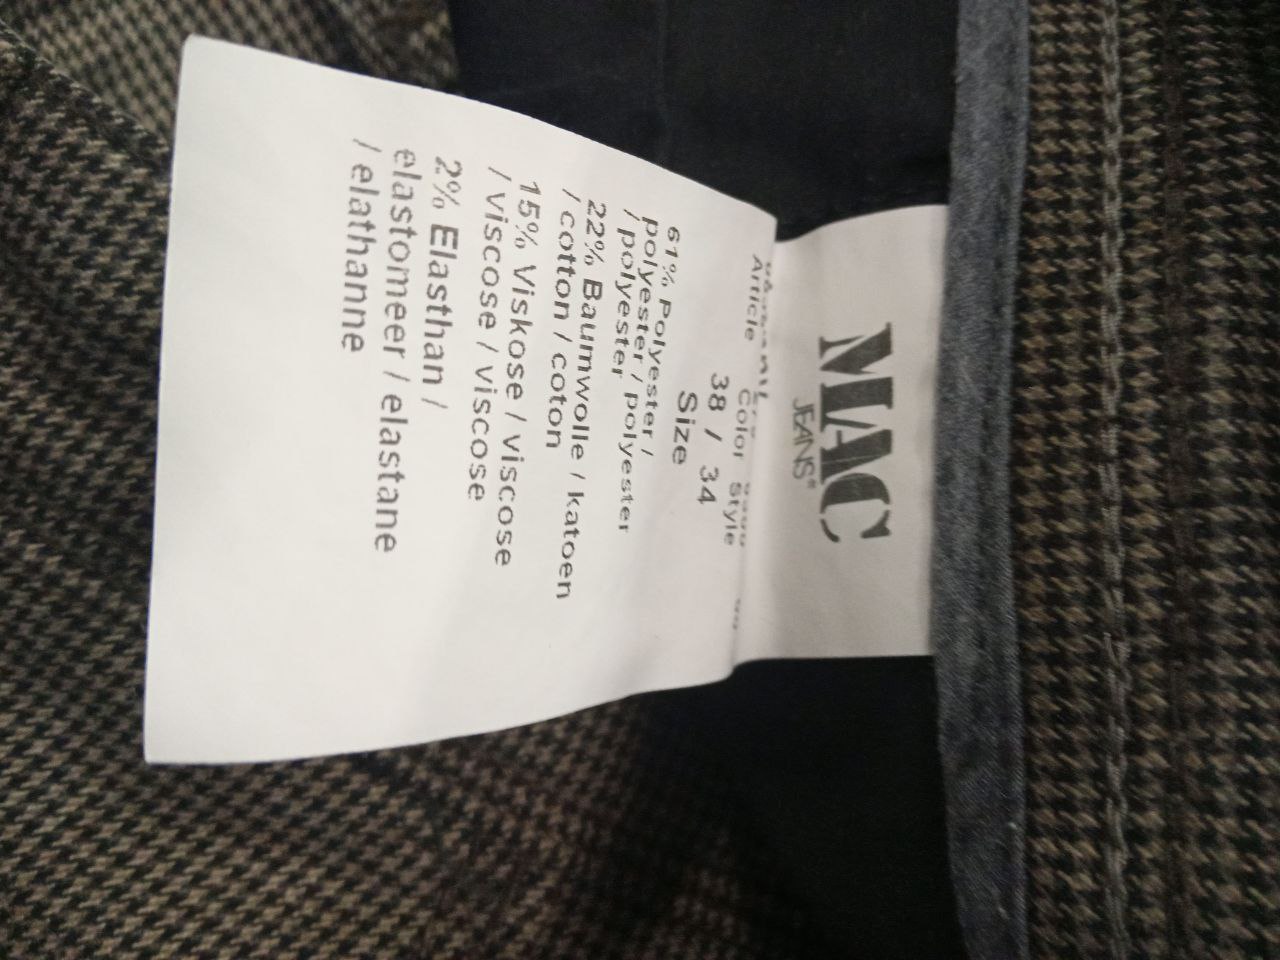 MAC
JEANS®
Article Color Style
38 / 34
Size
61% Polyester /
polyester / polyester
/ polyester
22% Baumwolle / katoen
/ cotton / coton
15% Viskose / viscose
/ viscose / viscose
2% Elasthan /
elastomeer / elastane
/ elathanne